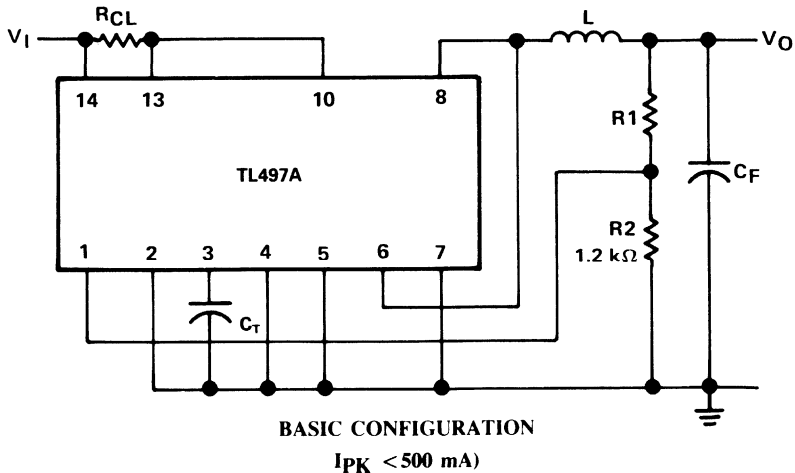 RCL
L
VI
VO
14 13 10 8
R1
TL497A
CF
R2
1.2 kΩ
1 2 3 4 5 6 7
CT
BASIC CONFIGURATION
IPK < 500 mA)